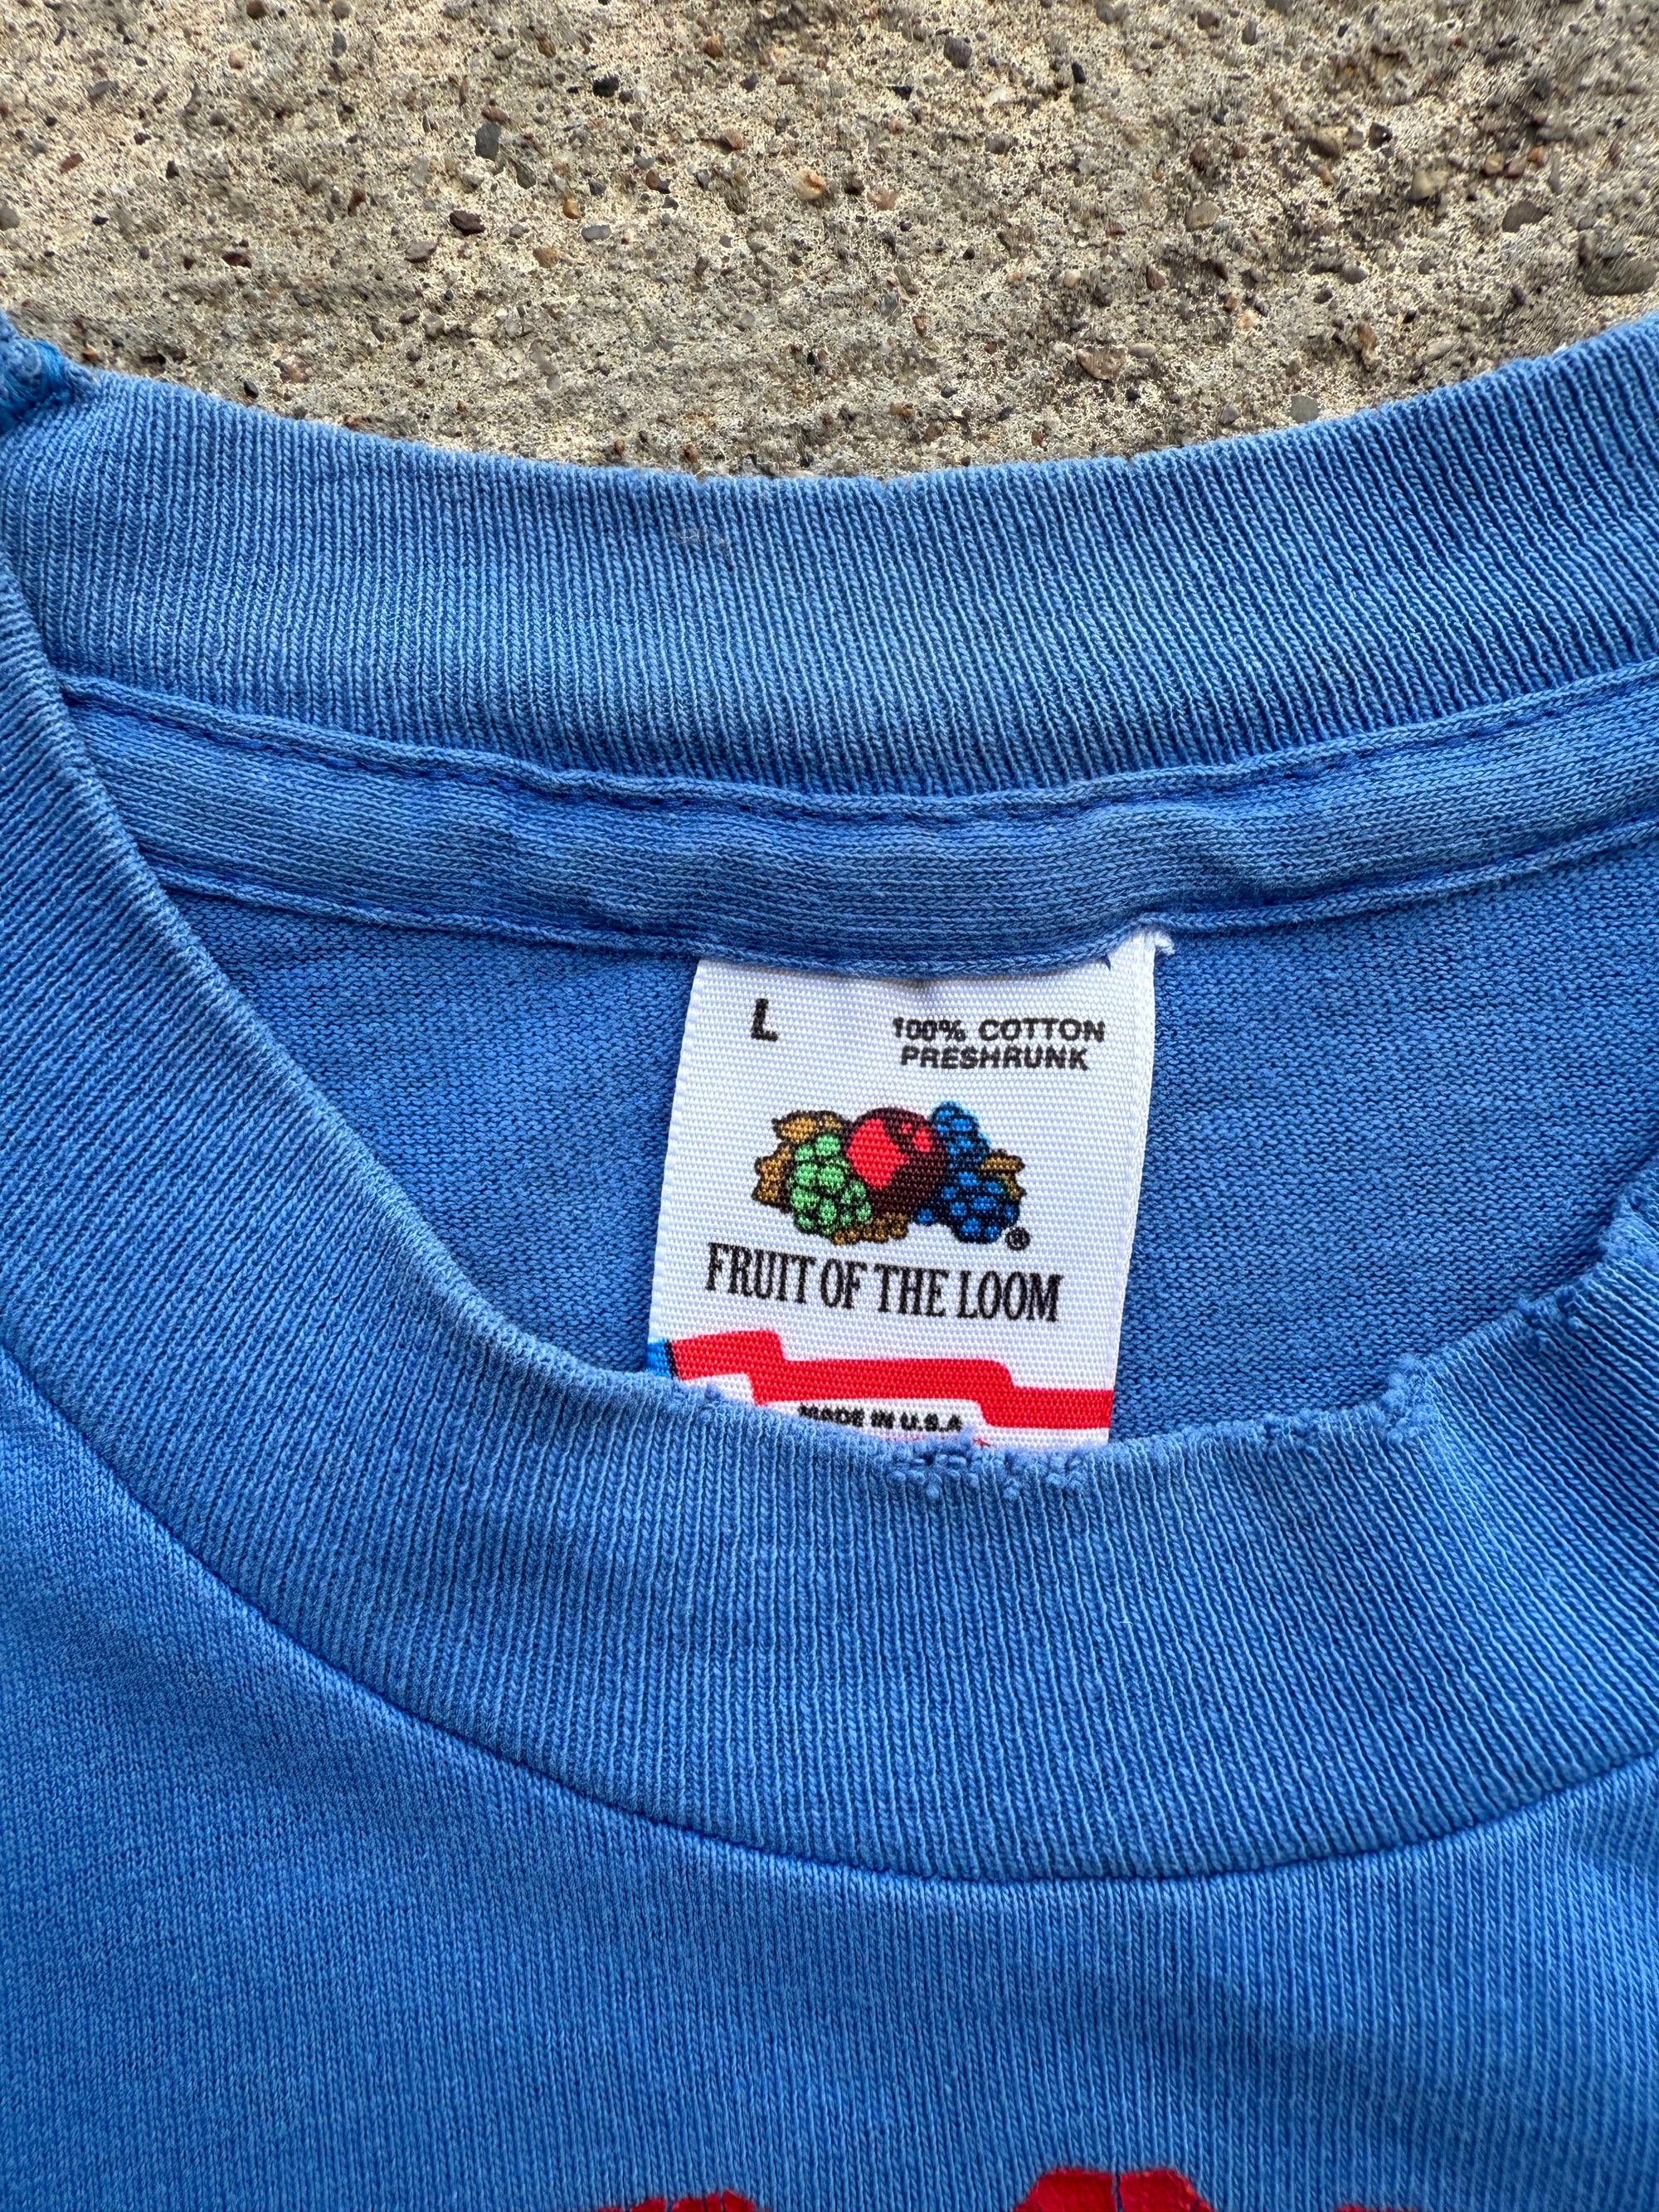 L
100% COTTON
PRESHRUNK
®
FRUIT OF THE LOOM
MADE IN U.S.A